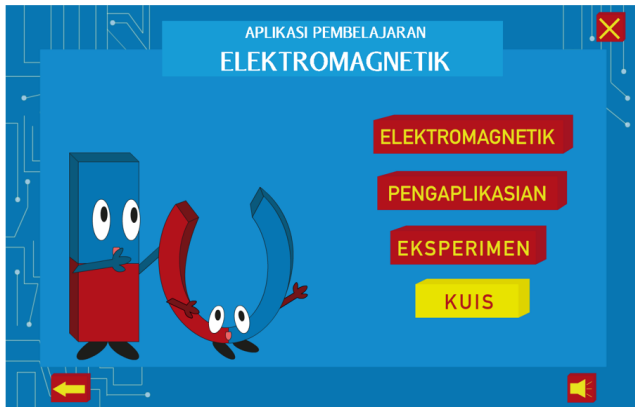 APLIKASI PEMBELAJARAN
ELEKTROMAGNETIK
ELEKTROMAGNETIK
PENGAPLIKASIAN
EKSPERIMEN
KUIS